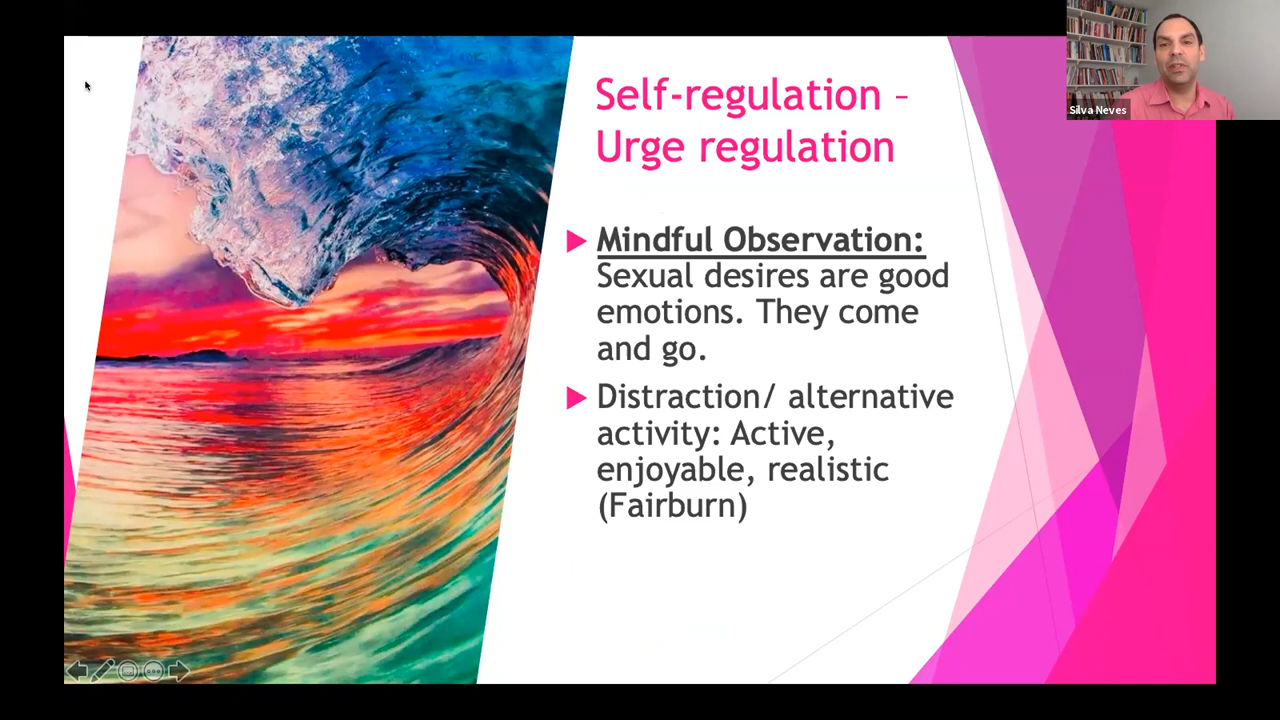 Self-regulation –
Urge regulation
Mindful Observation:
Sexual desires are good
emotions. They come
and go.
Distraction/ alternative
activity: Active,
enjoyable, realistic
(Fairburn)
Silva Neves